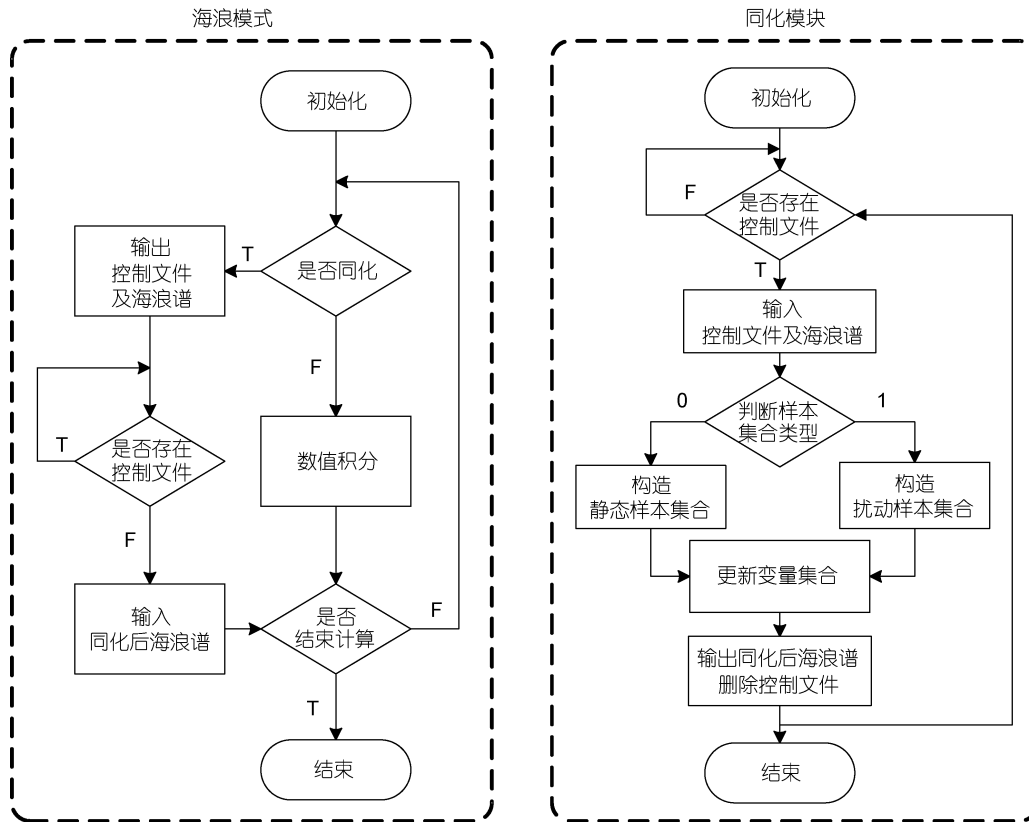 海浪模式
初始化
是否同化
T
输出
控制文件
及海浪谱
F
数值积分
T
是否存在
控制文件
F
输入
同化后海浪谱
是否
结束计算
F
T
结束
同化模块
初始化
F
是否存在
控制文件
T
输入
控制文件及海浪谱
0
判断样本
集合类型
1
构造
静态样本集合
构造
扰动样本集合
更新变量集合
输出同化后海浪谱
删除控制文件
结束